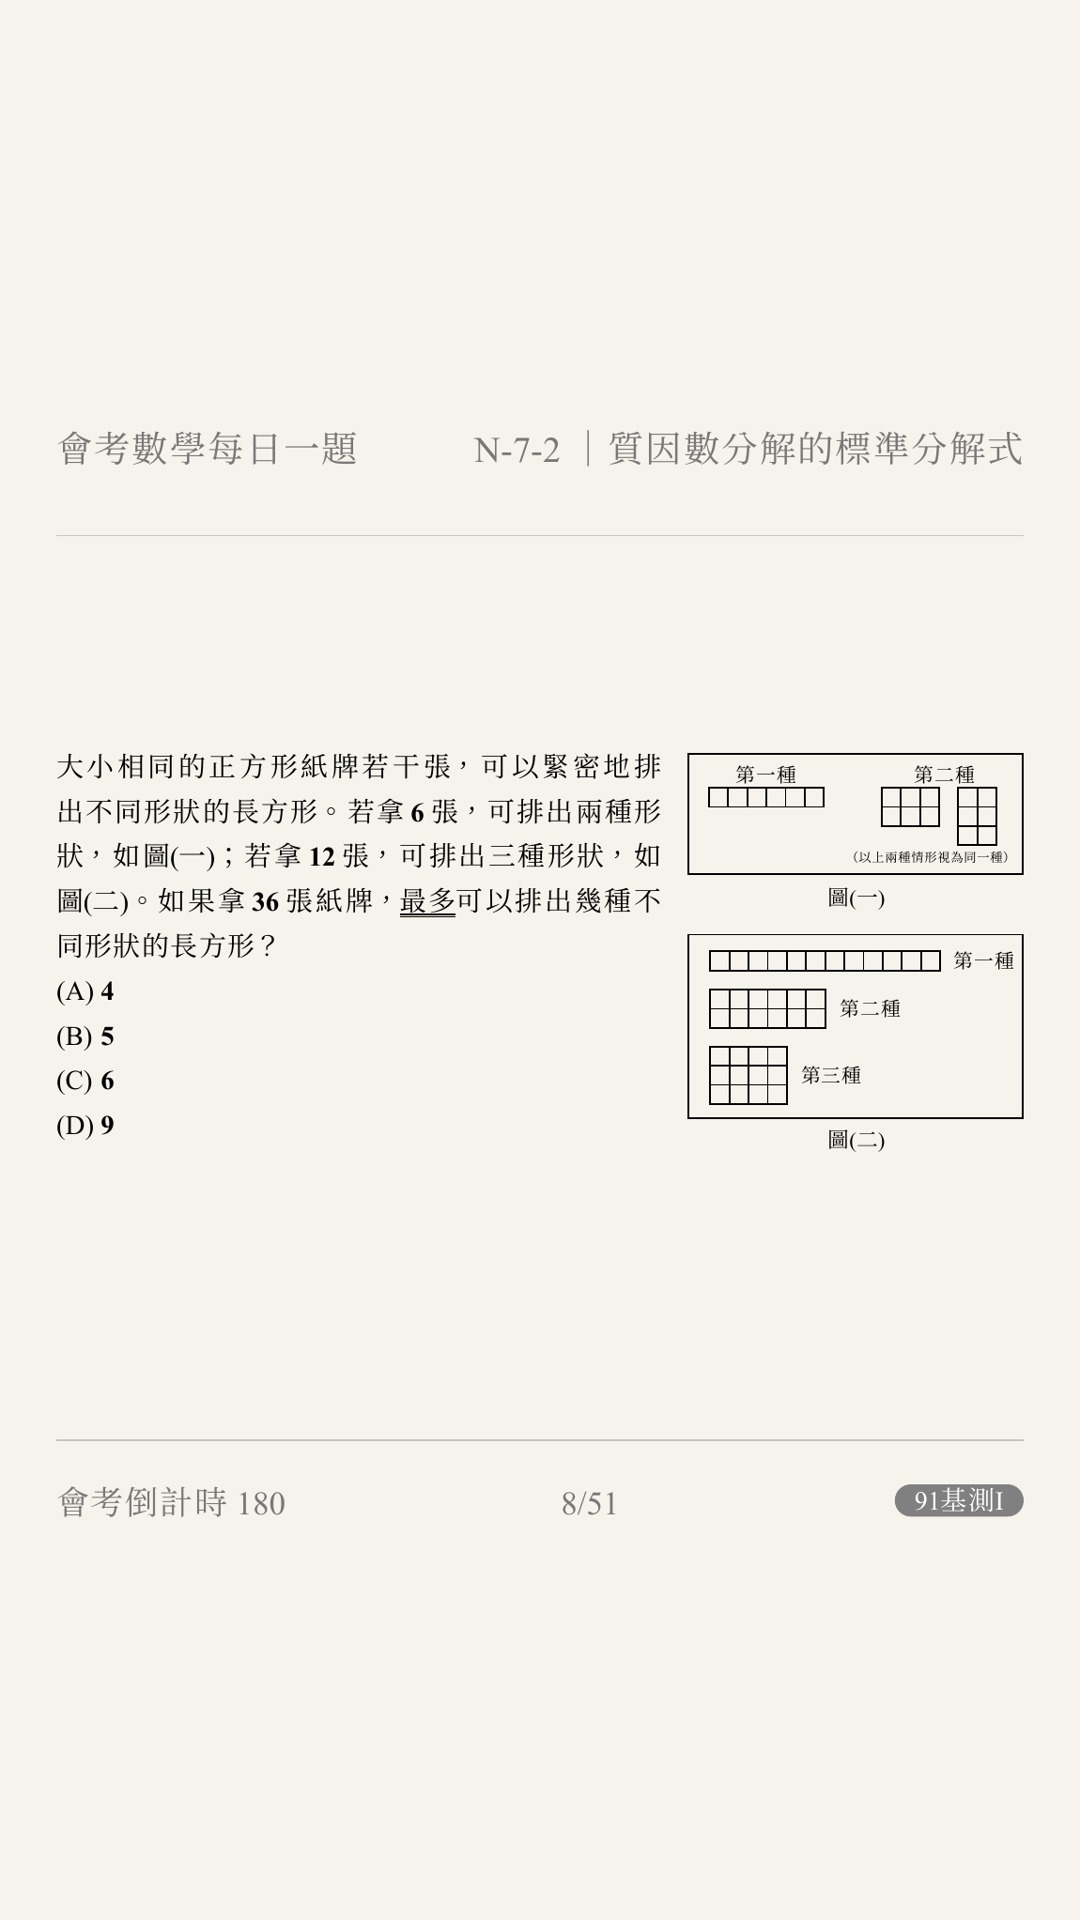 會考數學每日一題
N-7-2｜質因數分解的標準分解式
大小相同的正方形紙牌若干張，可以緊密地排
出不同形狀的長方形。若拿 6 張，可排出兩種形
狀，如圖(一)；若拿 12 張，可排出三種形狀，如
圖(二)。如果拿 36 張紙牌，最多可以排出幾種不
同形狀的長方形？
(A) 4
(B) 5
(C) 6
(D) 9
第一種
第二種
（以上兩種情形視為同一種）
圖(一)
第一種
第二種
第三種
圖(二)
會考倒計時 180
8/51
91基測I